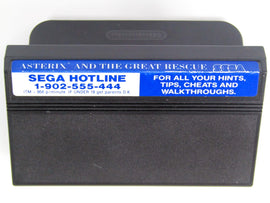 ASTERIX AND THE GREAT RESCUE SEGA
SEGA HOTLINE
1-902-555-444
FOR ALL YOUR HINTS,
TIPS, CHEATS AND
WALKTHROUGHS.